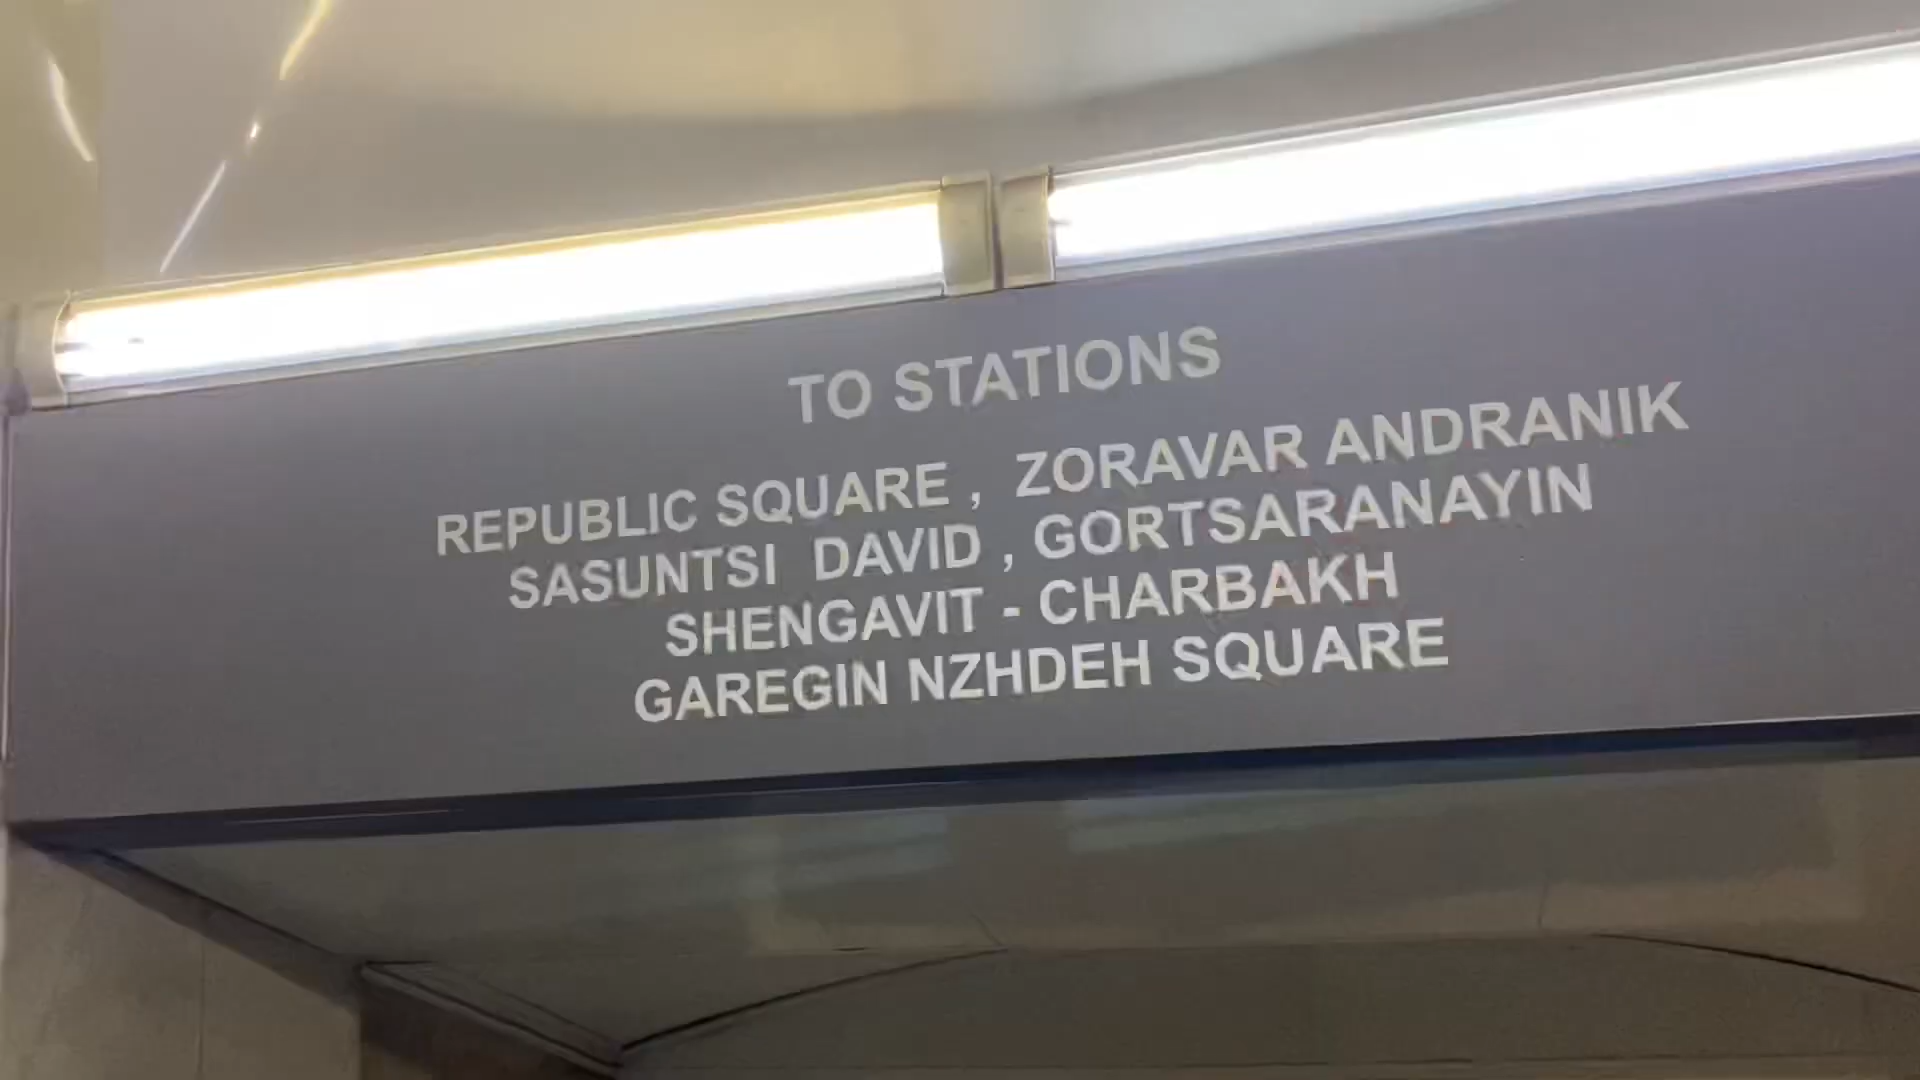 TO STATIONS
REPUBLIC SQUARE , ZORAVAR ANDRANIK
SASUNTSI DAVID , GORTSARANAYIN
SHENGAVIT - CHARBAKH
GAREGIN NZHDEH SQUARE